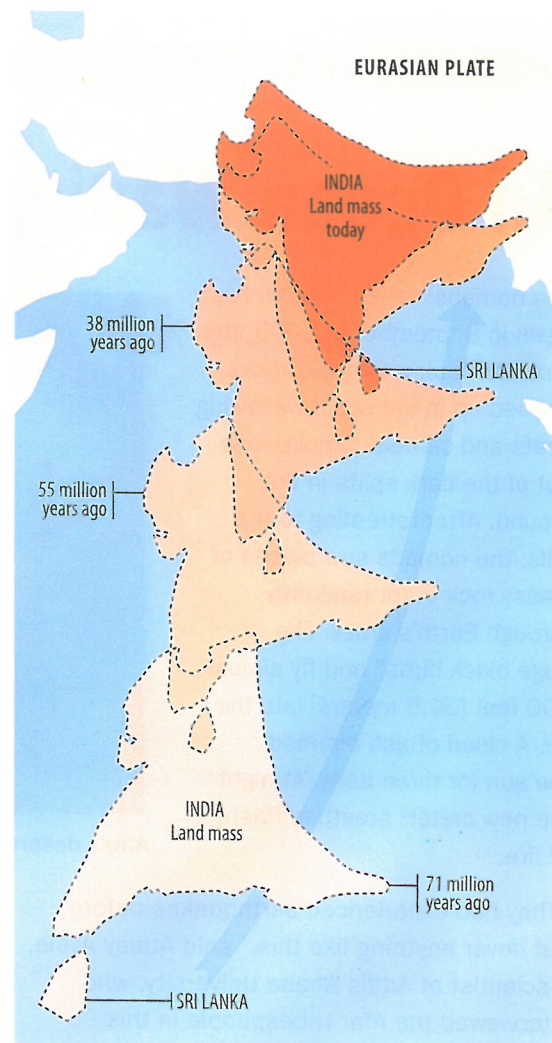 EURASIAN PLATE
INDIA
Land mass
today
38 million
years ago
SRI LANKA
55 million
years ago
INDIA
Land mass
71 million
years ago
SRI LANKA